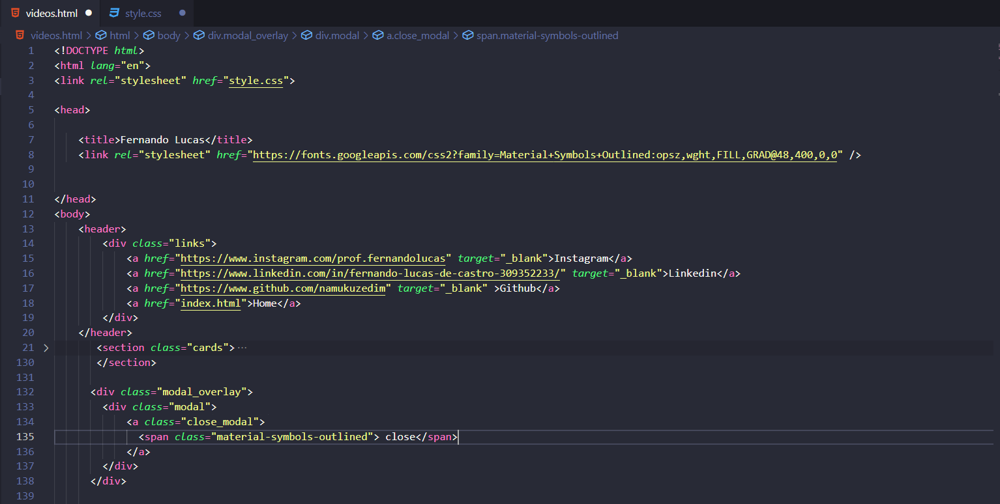 videos.html ● style.css ●
videos.html > html > body > div.modal_overlay > div.modal > a.close_modal > span.material-symbols-outlined
1 <!DOCTYPE html>
2 <html lang="en">
3 <link rel="stylesheet" href="style.css">
4
5 <head>
6
7 <title>Fernando Lucas</title>
8 <link rel="stylesheet" href="https://fonts.googleapis.com/css2?family=Material+Symbols+Outlined:opsz,wght,FILL,GRAD@48,400,0,0" />
9
10
11 </head>
12 <body>
13 <header>
14 <div class="links">
15 <a href="https://www.instagram.com/prof.fernandolucas" target="_blank">Instagram</a>
16 <a href="https://www.linkedin.com/in/fernando-lucas-de-castro-309352233/" target="_blank">Linkedin</a>
17 <a href="https://www.github.com/namukuzedim" target="_blank" >Github</a>
18 <a href="index.html">Home</a>
19 </div>
20 </header>
21 > <section class="cards">···
130 </section>
131
132 <div class="modal_overlay">
133 <div class="modal">
134 <a class="close_modal">
135 <span class="material-symbols-outlined"> close</span>
136 </a>
137 </div>
138 </div>
139